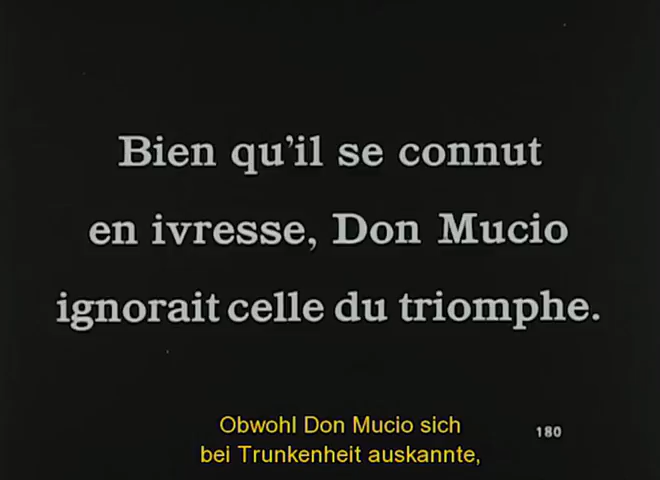 Bien qu'il se connut
en ivresse, Don Mucio
ignorait celle du triomphe.
Obwohl Don Mucio sich
180
bei Trunkenheit auskannte,